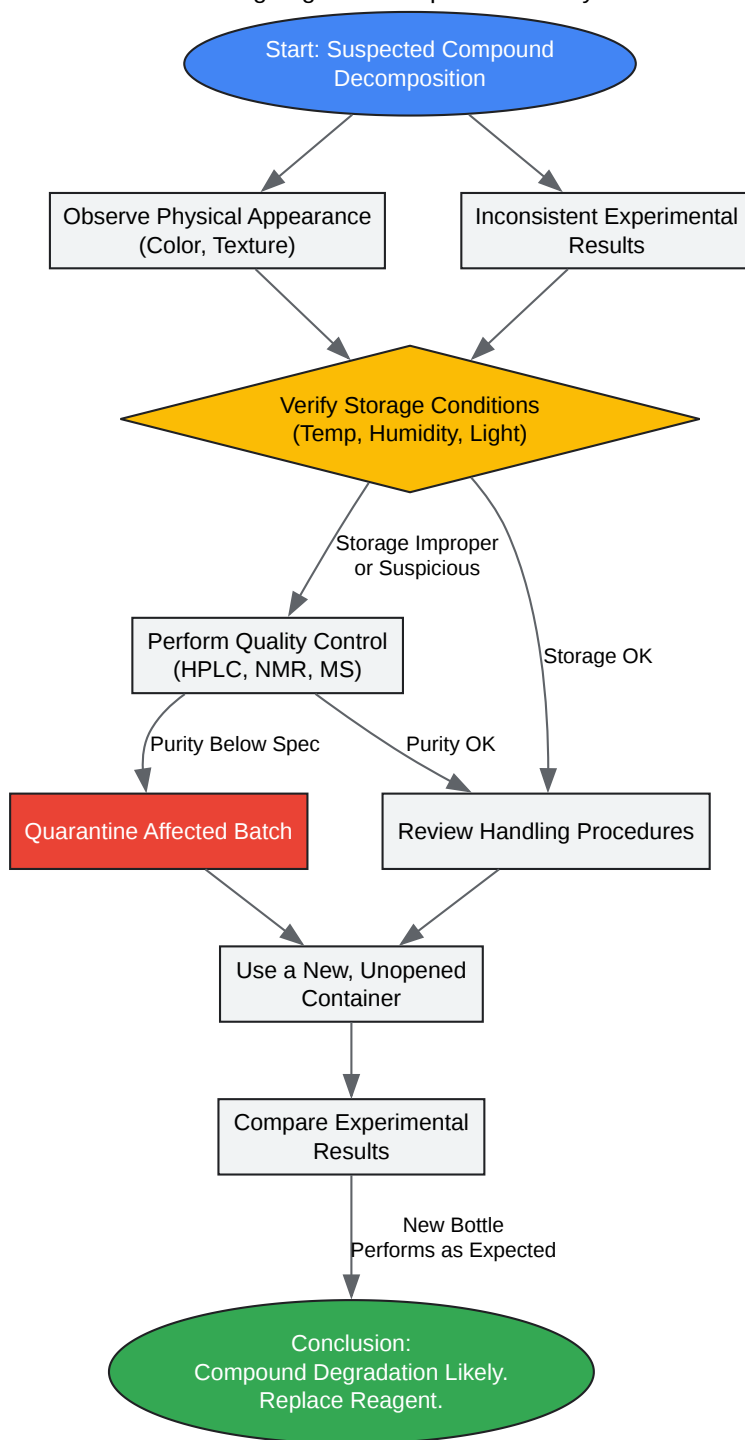 Start: Suspected Compound
Decomposition
Observe Physical Appearance
(Color, Texture)
Inconsistent Experimental
Results
Verify Storage Conditions
(Temp, Humidity, Light)
Storage Improper
or Suspicious
Storage OK
Perform Quality Control
(HPLC, NMR, MS)
Purity Below Spec
Purity OK
Quarantine Affected Batch
Review Handling Procedures
Use a New, Unopened
Container
Compare Experimental
Results
New Bottle
Performs as Expected
Conclusion:
Compound Degradation Likely.
Replace Reagent.